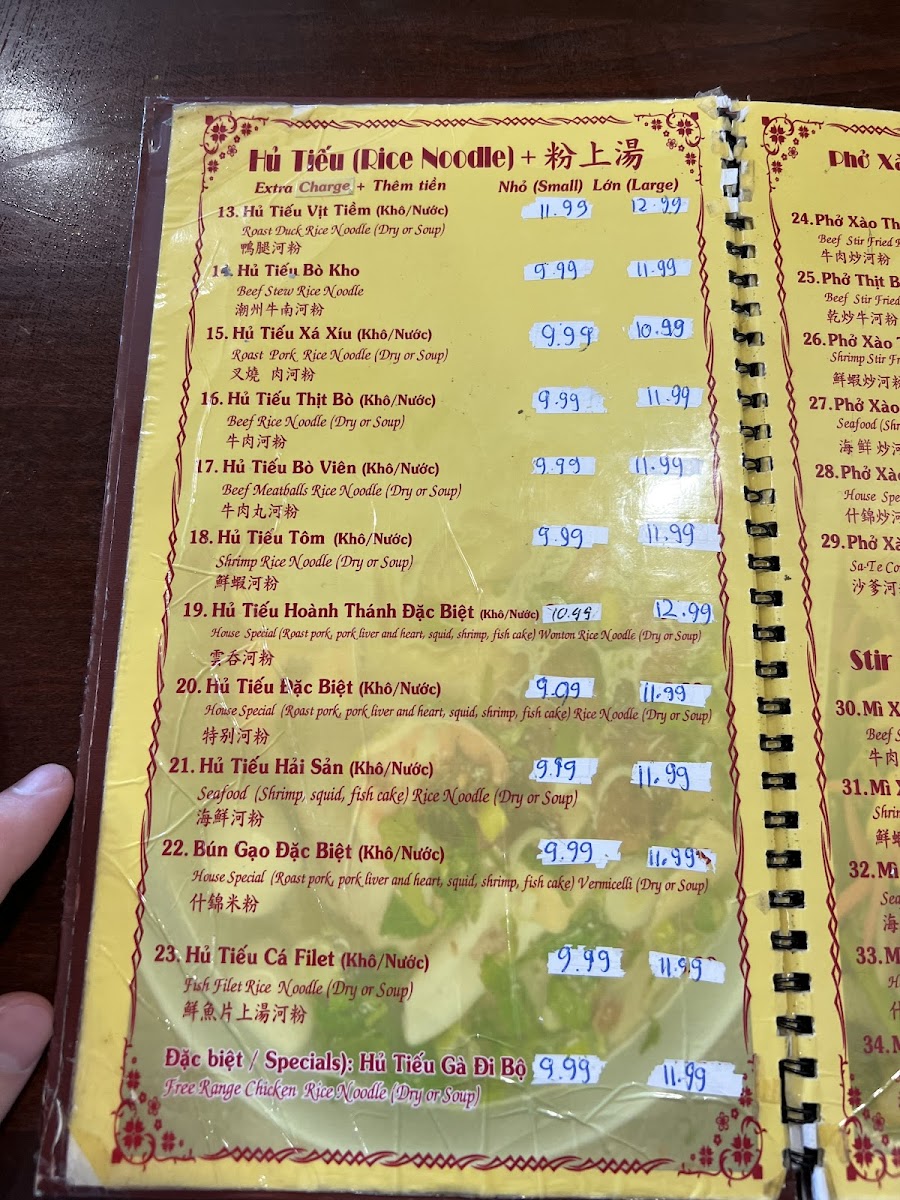 Hủ Tiếu (Rice Noodle) + 粉上湯
Extra Charge + Thêm tiền Nhỏ (Small) Lớn (Large)
13. Hủ Tiếu Vịt Tiềm (Khô/Nước) 11.99 12.99
Roast Duck Rice Noodle (Dry or Soup)
鴨腿河粉
14. Hủ Tiếu Bò Kho 9.99 11.99
Beef Stew Rice Noodle
潮州牛南河粉
15. Hủ Tiếu Xá Xíu (Khô/Nước) 9.99 10.99
Roast Pork Rice Noodle (Dry or Soup)
叉燒 肉河粉
16. Hủ Tiếu Thịt Bò (Khô/Nước) 9.99 11.99
Beef Rice Noodle (Dry or Soup)
牛肉河粉
17. Hủ Tiếu Bò Viên (Khô/Nước) 9.99 11.99
Beef Meatballs Rice Noodle (Dry or Soup)
牛肉丸河粉
18. Hủ Tiếu Tôm (Khô/Nước) 9.99 11.99
Shrimp Rice Noodle (Dry or Soup)
鮮蝦河粉
19. Hủ Tiếu Hoành Thánh Đặc Biệt (Khô/Nước) 10.99 12.99
House Special (Roast pork, pork liver and heart, squid, shrimp, fish cake) Wonton Rice Noodle (Dry or Soup)
雲吞河粉
20. Hủ Tiếu Đặc Biệt (Khô/Nước) 9.99 11.99
House Special (Roast pork, pork liver and heart, squid, shrimp, fish cake) Rice Noodle (Dry or Soup)
特别河粉
21. Hủ Tiếu Hải Sản (Khô/Nước) 9.99 11.99
Seafood (Shrimp, squid, fish cake) Rice Noodle (Dry or Soup)
海鮮河粉
22. Bún Gạo Đặc Biệt (Khô/Nước) 9.99 11.99
House Special (Roast pork, pork liver and heart, squid, shrimp, fish cake) Vermicelli (Dry or Soup)
什錦米粉
23. Hủ Tiếu Cá Filet (Khô/Nước) 9.99 11.99
Fish Filet Rice Noodle (Dry or Soup)
鮮魚片上湯河粉
Đặc biệt / Specials): Hủ Tiếu Gà Đi Bộ 9.99 11.99
Free Range Chicken Rice Noodle (Dry or Soup)
Phở Xà
24. Phở Xào Th
Beef Stir Fried
牛肉炒河粉
25. Phở Thịt B
Beef Stir Fried
乾炒牛河粉
26. Phở Xào
Shrimp Stir Fr
鮮蝦炒河粉
27. Phở Xào
Seafood (Shr
海鮮炒河
28. Phở Xào
House Spe
什錦炒河
29. Phở Xà
Sa-Te Co
沙爹河
Stir
30. Mì X
Beef S
牛肉
31. Mì X
Shrin
鮮蝦
32. Mì
Sea
海
33. M
H
什
34. M